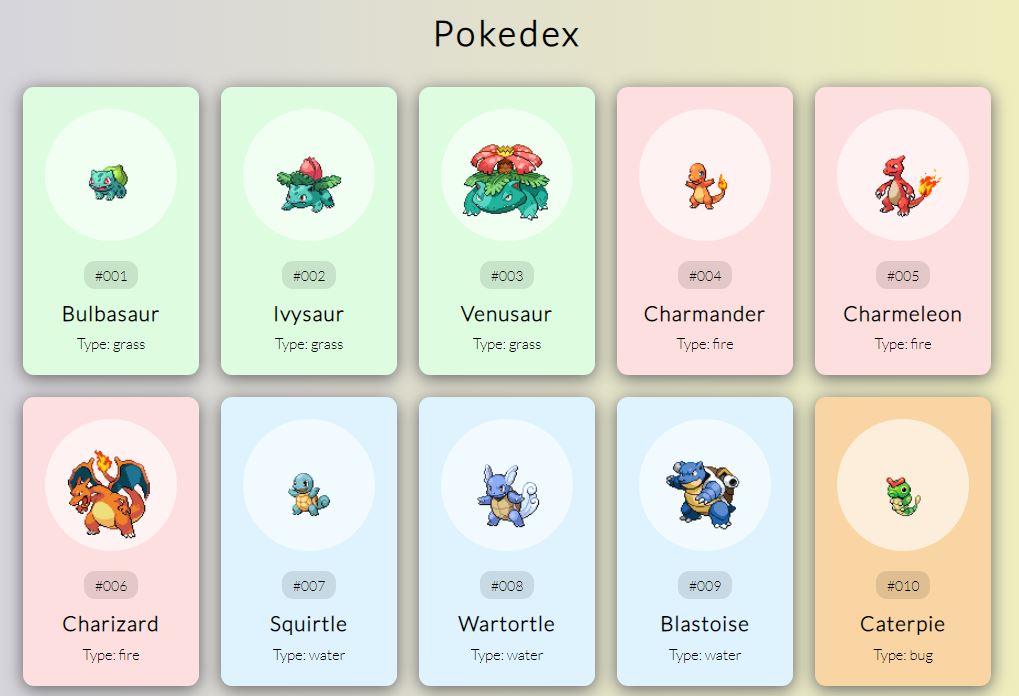 Pokedex
#001
Bulbasaur
Type: grass
#002
Ivysaur
Type: grass
#003
Venusaur
Type: grass
#004
Charmander
Type: fire
#005
Charmeleon
Type: fire
#006
Charizard
Type: fire
#007
Squirtle
Type: water
#008
Wartortle
Type: water
#009
Blastoise
Type: water
#010
Caterpie
Type: bug